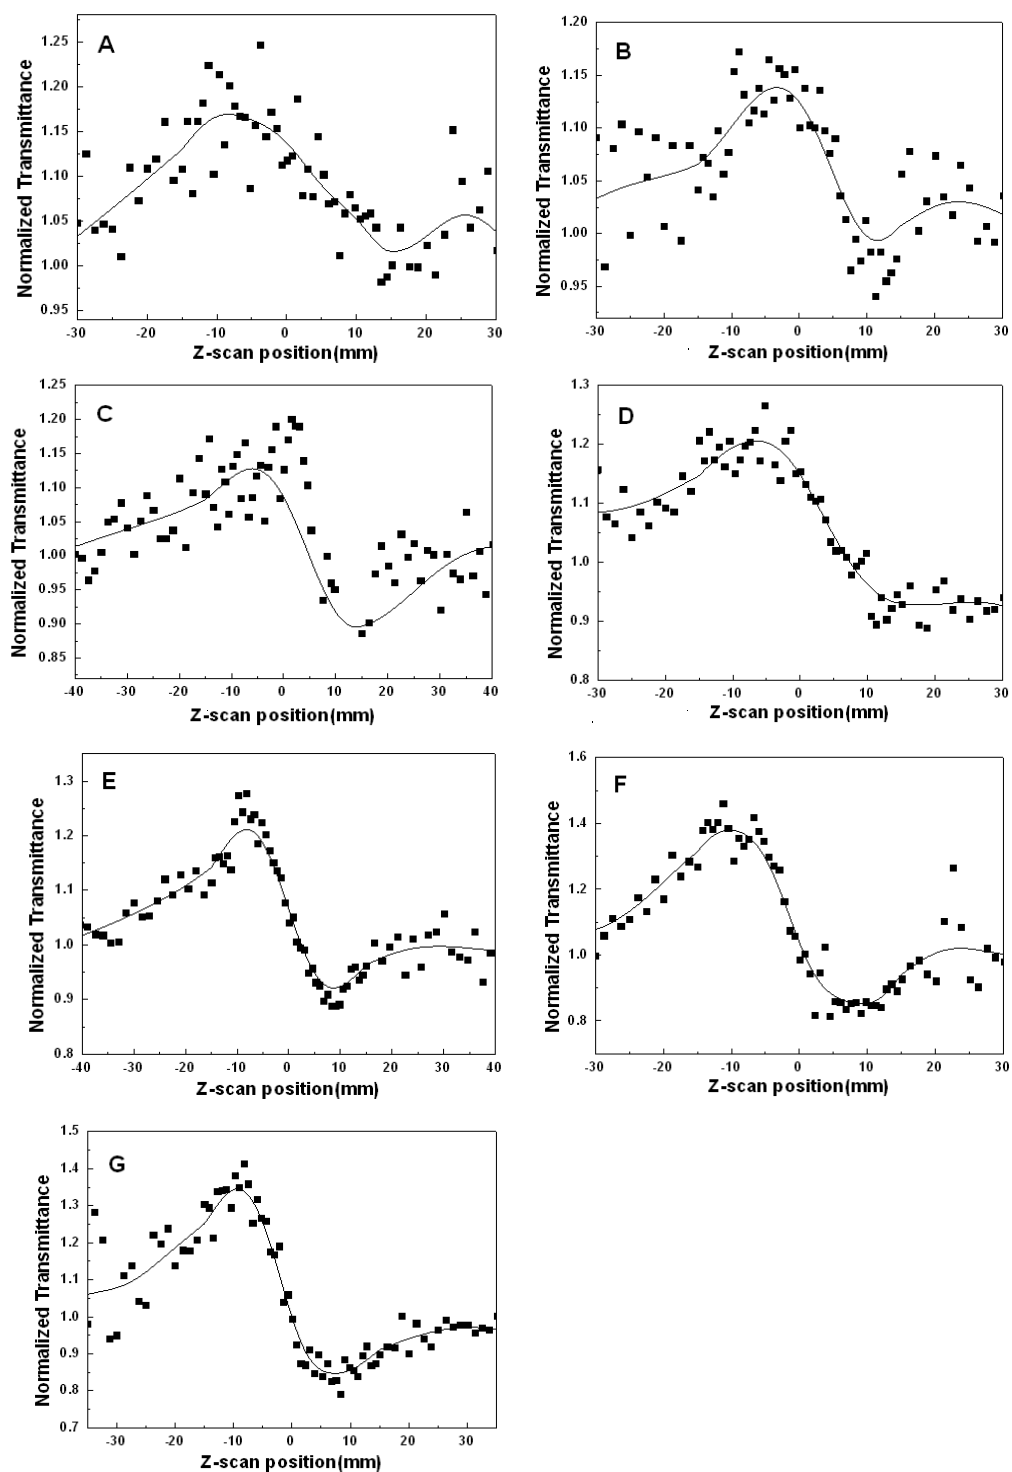 A
Normalized Transmittance
1.25
1.20
1.15
1.10
1.05
1.00
0.95
-30 -20 -10 0 10 20 30
Z-scan position(mm)
B
Normalized Transmittance
1.20
1.15
1.10
1.05
1.00
0.95
-30 -20 -10 0 10 20 30
Z-scan position(mm)
C
Normalized Transmittance
1.25
1.20
1.15
1.10
1.05
1.00
0.95
0.90
0.85
-40 -30 -20 -10 0 10 20 30 40
Z-scan position(mm)
D
Normalized Transmittance
1.3
1.2
1.1
1.0
0.9
0.8
-30 -20 -10 0 10 20 30
Z-scan position(mm)
E
Normalized Transmittance
1.3
1.2
1.1
1.0
0.9
0.8
-40 -30 -20 -10 0 10 20 30 40
Z-scan position(mm)
F
Normalized Transmittance
1.6
1.4
1.2
1.0
0.8
-30 -20 -10 0 10 20 30
Z-scan position(mm)
G
Normalized Transmittance
1.5
1.4
1.3
1.2
1.1
1.0
0.9
0.8
0.7
-30 -20 -10 0 10 20 30
Z-scan position(mm)